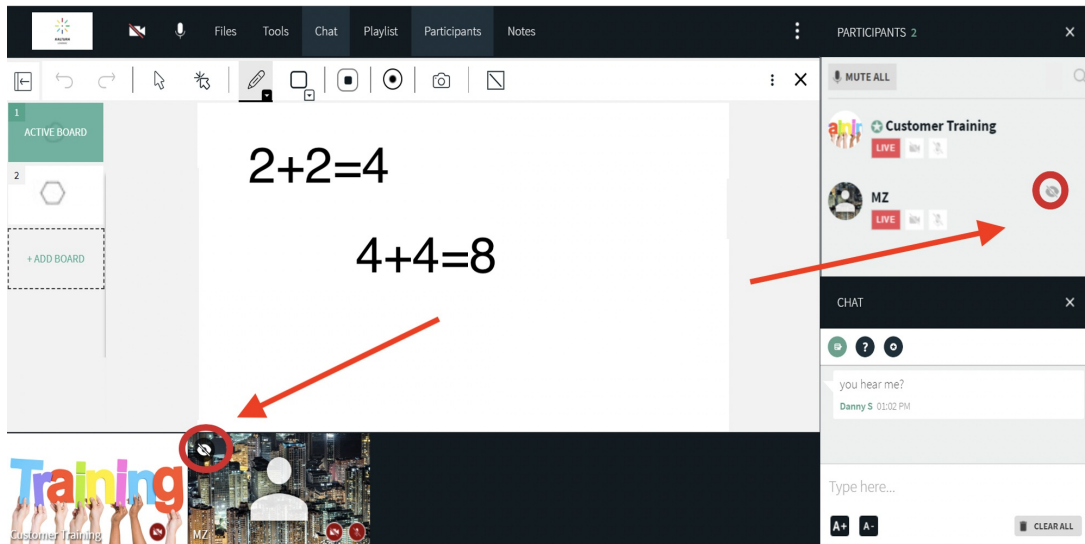 KALTURA
Files Tools Chat Playlist Participants Notes
PARTICIPANTS 2
MUTE ALL
1
ACTIVE BOARD
2
+ ADD BOARD
2+2=4
4+4=8
Customer Training
LIVE
MZ
LIVE
CHAT
you hear me?
Danny S 01:02 PM
Type here...
A+ A-
CLEAR ALL
Training
Customer Training
MZ